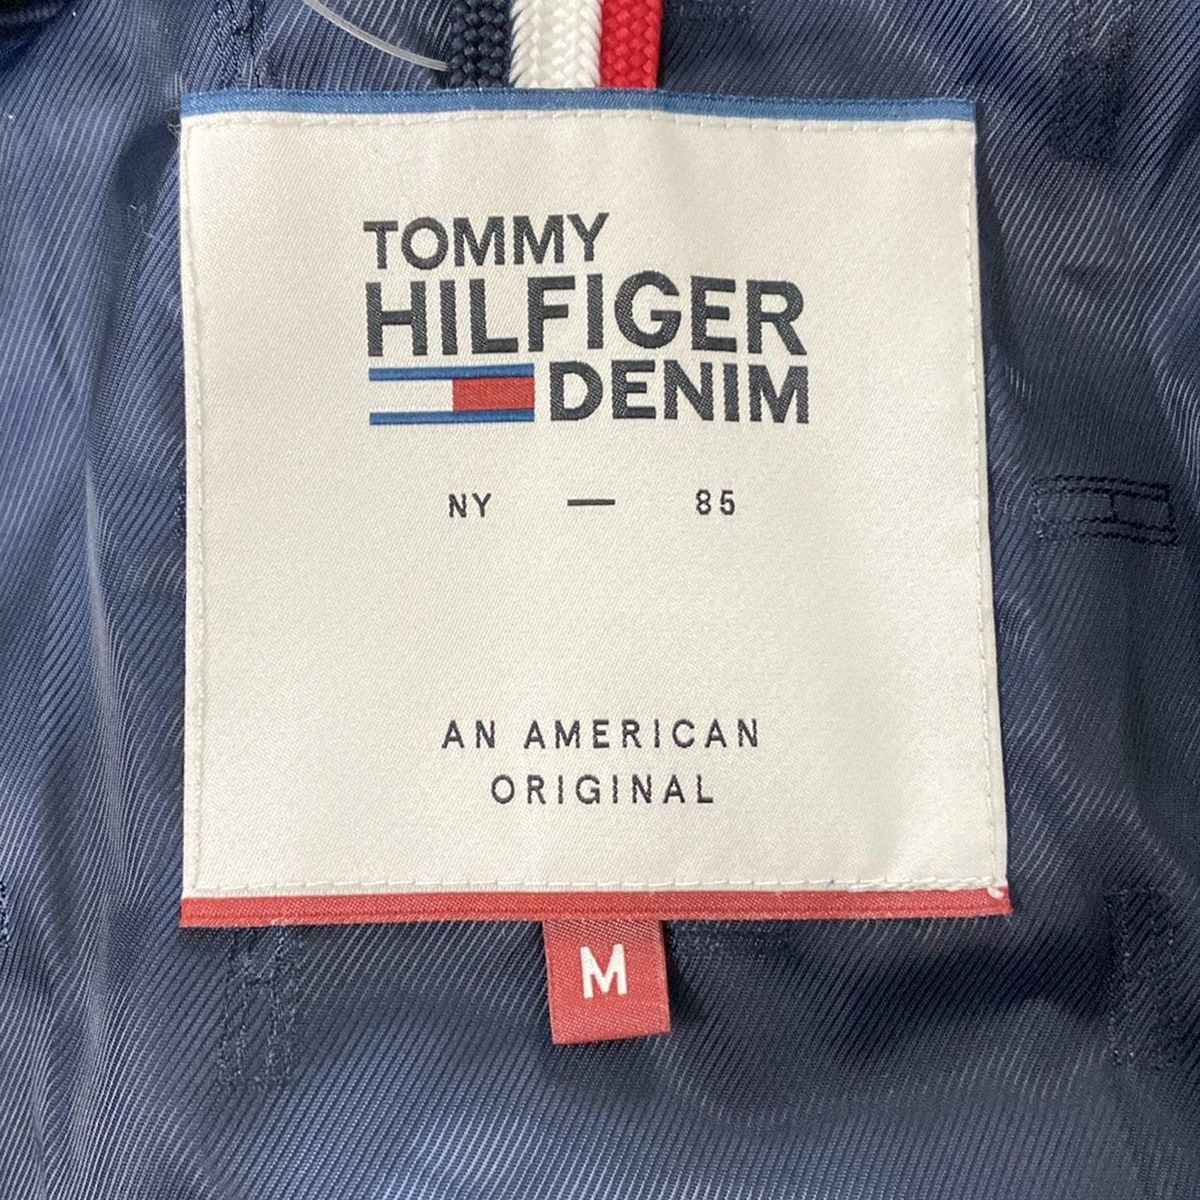 TOMMY
HILFIGER
DENIM
NY — 85
AN AMERICAN
ORIGINAL
M